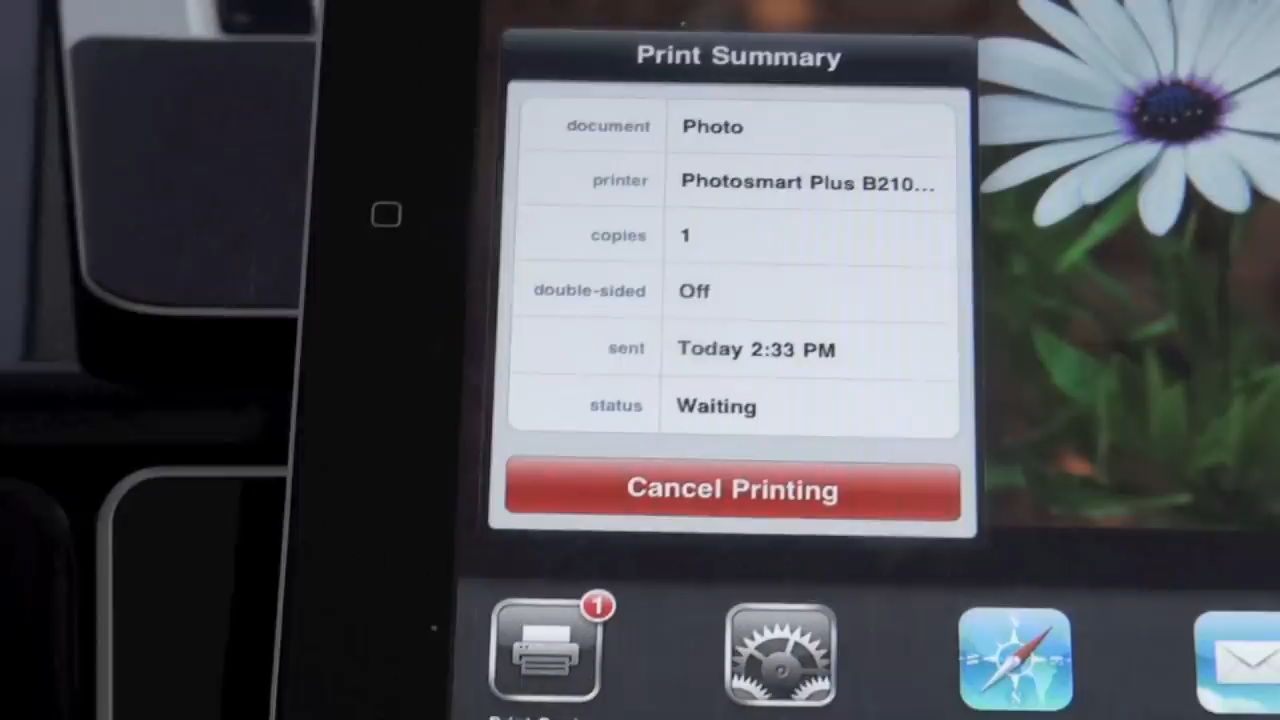 Print Summary
document Photo
printer Photosmart Plus B210...
copies 1
double-sided Off
sent Today 2:33 PM
status Waiting
Cancel Printing
1